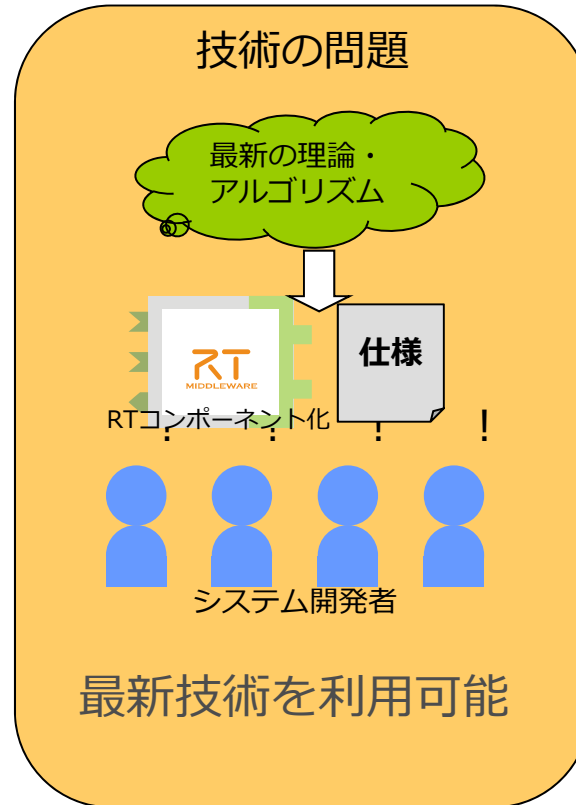 技術の問題
最新の理論・
アルゴリズム
RT
MIDDLEWARE
仕様
RTコンポーネント化
! ! ! !
システム開発者
最新技術を利用可能